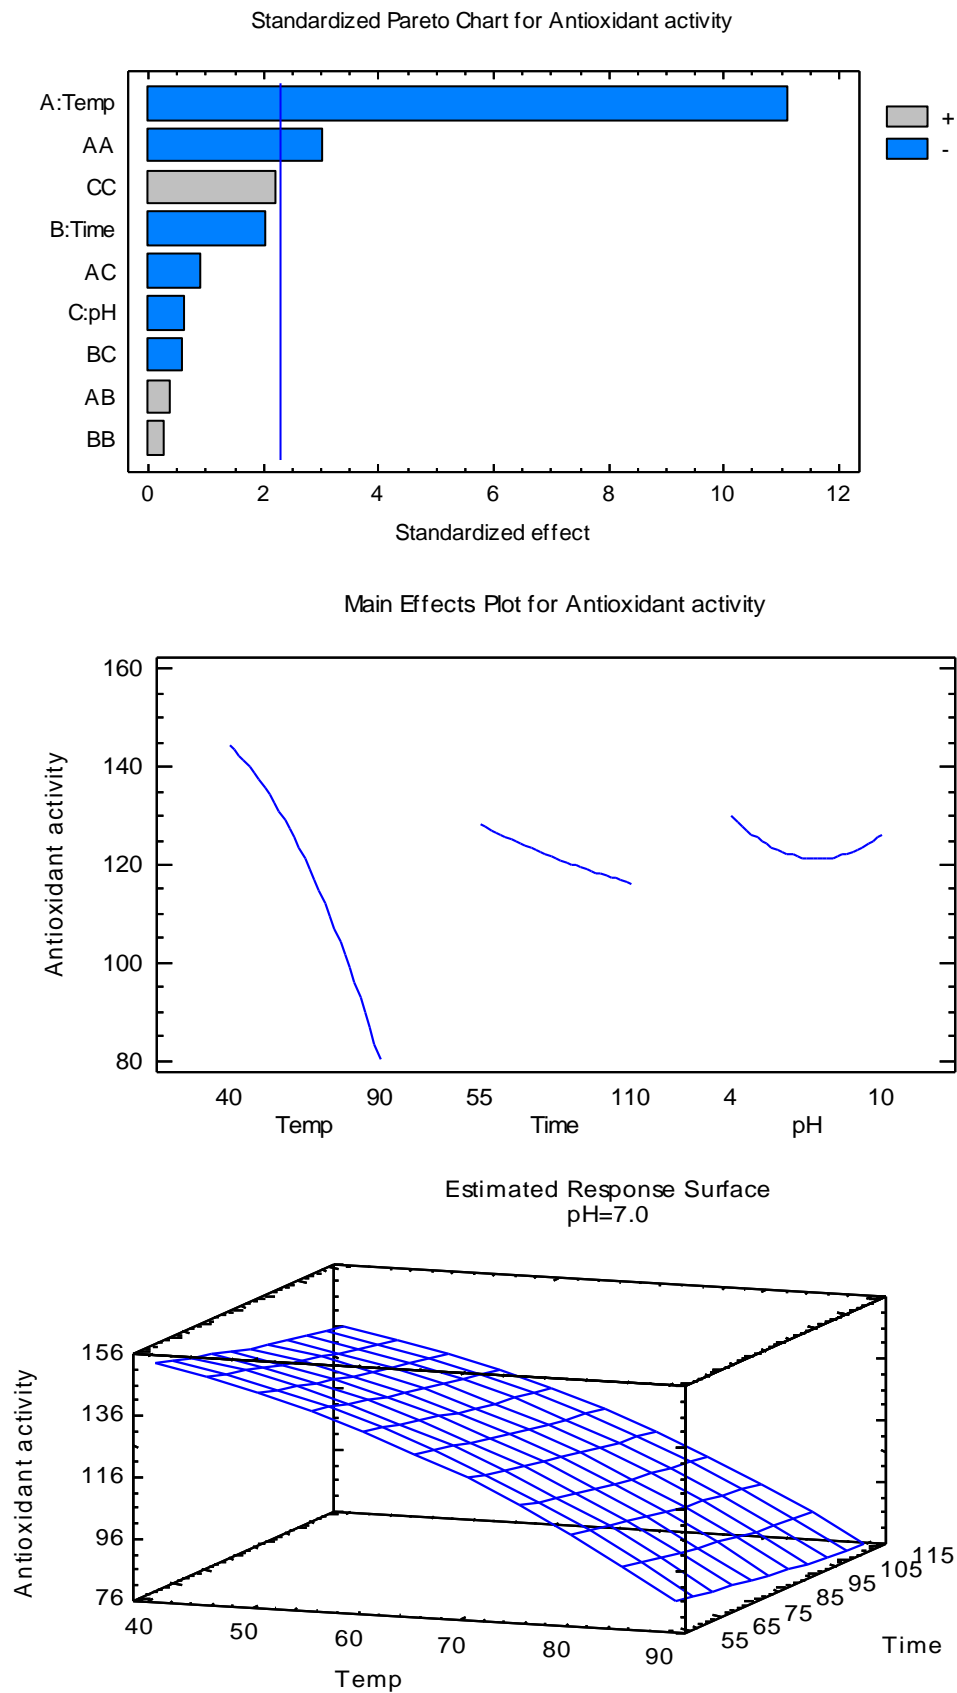 Standardized Pareto Chart for Antioxidant activity
A:Temp
AA
CC
B:Time
AC
C:pH
BC
AB
BB
+
-
0 2 4 6 8 10 12
Standardized effect
Main Effects Plot for Antioxidant activity
160
140
120
100
80
Antioxidant activity
40 90 55 110 4 10
Temp Time pH
Estimated Response Surface
pH=7.0
156
136
116
96
76
Antioxidant activity
40 50 60 70 80 90
Temp
55 65 75 85 95 105 115
Time